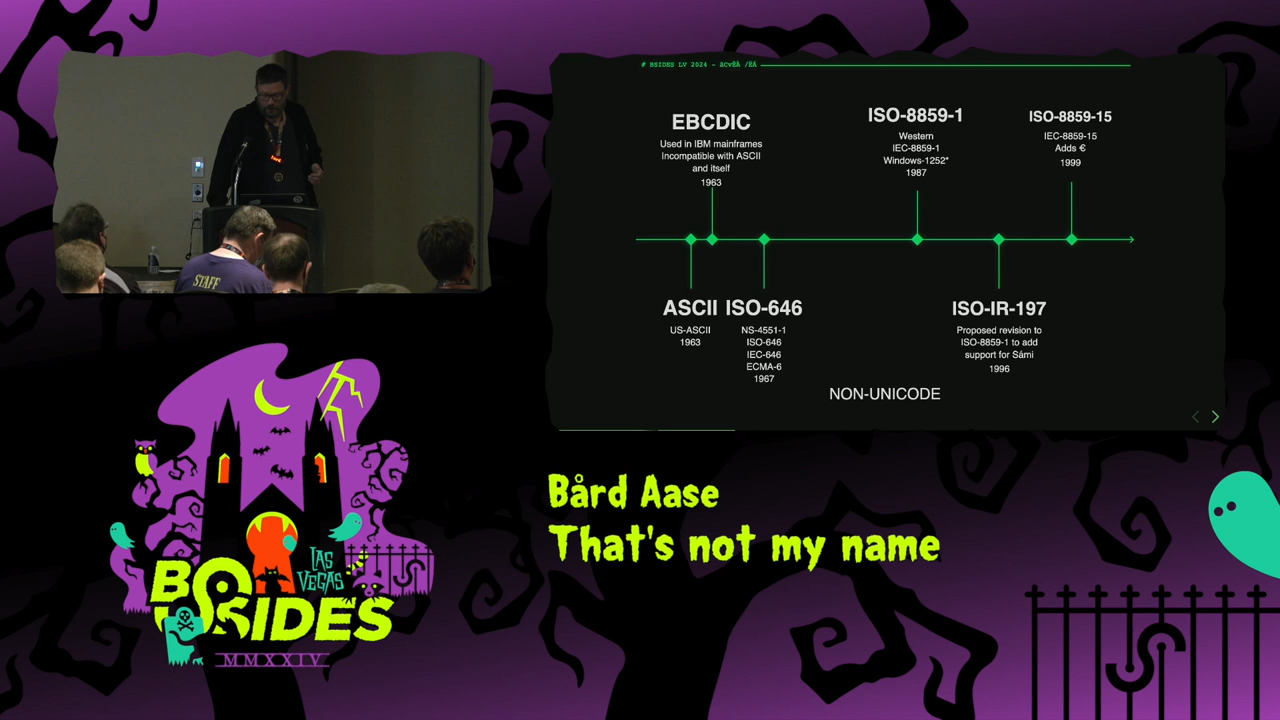 # BSIDES LV 2024 -
EBCDIC
Used in IBM mainframes
Incompatible with ASCII
and itself
1963
ISO-8859-1
Western
IEC-8859-1
Windows-1252*
1987
ISO-8859-15
IEC-8859-15
Adds €
1999
ASCII
US-ASCII
1963
ISO-646
NS-4551-1
ISO-646
IEC-646
ECMA-6
1967
ISO-IR-197
Proposed revision to
ISO-8859-1 to add
support for Sámi
1996
NON-UNICODE
STAFF
Bård Aase
That's not my name
LAS
VEGAS
BSIDES
MMXXIV